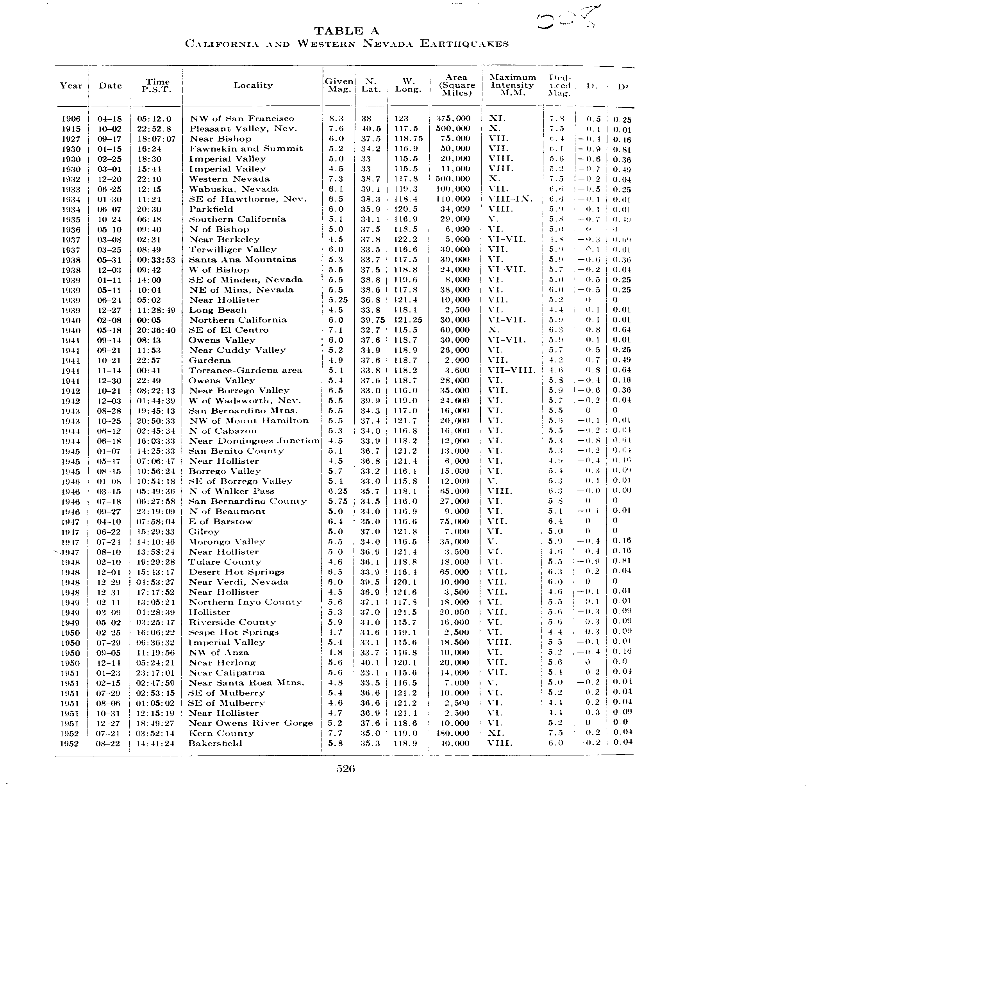 008
TABLE A
CALIFORNIA AND WESTERN NEVADA EARTHQUAKES
Year Date Time P.S.T. Locality Given Mag. N. Lat. W. Long. Area (Square Miles) Maximum Intensity M.M. Ded-uced Mag. D. D²
1906 04-18 05:12.0 NW of San Francisco 8.3 38 123 375,000 XI. 7.8 0.5 0.25
1915 10-02 22:52.8 Pleasant Valley, Nev. 7.6 40.5 117.5 500,000 X. 7.5 0.1 0.01
1927 09-17 18:07:07 Near Bishop 6.0 37.5 118.75 75,000 VII. 6.4 -0.4 0.16
1930 01-15 16:24 Fawnskin and Summit 5.2 34.2 116.9 50,000 VII. 6.1 -0.9 0.81
1930 02-25 18:30 Imperial Valley 5.0 33 115.5 20,000 VIII. 5.6 -0.6 0.36
1930 03-01 15:44 Imperial Valley 4.5 33 115.5 11,000 VIII. 5.2 -0.7 0.49
1932 12-20 22:10 Western Nevada 7.3 38.7 117.8 500,000 X. 7.5 -0.2 0.04
1933 06-25 12:45 Wabuska, Nevada 6.1 39.1 119.3 100,000 VII. 6.6 -0.5 0.25
1934 01-30 11:24 SE of Hawthorne, Nev. 6.5 38.3 118.4 110,000 VIII-IX. 6.6 -0.1 0.01
1934 06-07 20:30 Parkfield 6.0 35.9 120.5 34,000 VIII. 5.9 0.1 0.01
1935 10-24 06:48 Southern California 5.1 34.1 116.9 29,000 V. 5.8 -0.7 0.49
1936 05-10 09:40 N of Bishop 5.0 37.5 118.5 6,000 VI. 5.0 0 0
1937 03-08 02:31 Near Berkeley 4.5 37.8 122.2 5,000 VI-VII. 4.8 -0.3 0.09
1937 03-25 08:49 Terwilliger Valley 6.0 33.5 116.6 30,000 VII. 5.9 0.1 0.01
1938 05-31 00:33:53 Santa Ana Mountains 5.3 33.7 117.5 30,000 VI. 5.9 -0.6 0.36
1938 12-03 09:42 W of Bishop 5.5 37.5 118.8 24,000 VI-VII. 5.7 -0.2 0.04
1939 01-11 14:00 SE of Minden, Nevada 5.5 38.8 119.6 8,000 VI. 5.0 0.5 0.25
1939 05-11 10:01 NE of Mina, Nevada 5.5 38.6 117.8 38,000 VI. 6.0 -0.5 0.25
1939 06-24 05:02 Near Hollister 5.25 36.8 121.4 10,000 VII. 5.2 0 0
1939 12-27 11:28:49 Long Beach 4.5 33.8 118.1 2,500 VI. 4.4 0.1 0.01
1940 02-08 00:05 Northern California 6.0 39.75 121.25 30,000 VI-VII. 5.9 0.1 0.01
1940 05-18 20:36:40 SE of El Centro 7.1 32.7 115.5 60,000 X. 6.3 0.8 0.64
1941 09-14 08:43 Owens Valley 6.0 37.6 118.7 30,000 VI-VII. 5.9 0.1 0.01
1941 09-21 11:53 Near Cuddy Valley 5.2 34.9 118.9 26,000 VI. 5.7 0.5 0.25
1941 10-21 22:57 Gardena 4.9 37.8 118.7 2,000 VII. 4.2 0.7 0.49
1941 11-14 00:41 Torrance-Gardena area 5.4 33.8 118.2 3,600 VII-VIII. 4.6 0.8 0.64
1941 12-30 22:49 Owens Valley 5.4 37.6 118.7 28,000 VI. 5.8 -0.4 0.16
1942 10-21 08:22:13 Near Borrego Valley 6.5 33.0 116.0 35,000 VII. 5.9 0.6 0.36
1942 12-03 01:44:39 W of Wadsworth, Nev. 5.5 39.9 119.0 24,000 VI. 5.7 -0.2 0.04
1943 08-28 19:45:13 San Bernardino Mtns. 5.5 34.3 117.0 16,000 VI. 5.5 0 0
1943 10-25 20:50:33 NW of Mount Hamilton 5.5 37.4 121.7 20,000 VI. 5.6 -0.1 0.01
1944 06-12 02:45:34 N of Cabazon 5.3 34.0 116.8 16,000 VI. 5.5 -0.2 0.04
1944 06-18 16:03:33 Near Dominguez Junction 4.5 33.9 118.2 12,000 VI. 5.3 -0.8 0.64
1945 01-07 14:25:33 San Benito County 5.1 36.7 121.2 13,000 VI. 5.3 -0.2 0.04
1945 05-17 07:06:47 Near Hollister 4.5 36.8 121.4 6,000 VI. 4.9 -0.4 0.16
1945 08-15 10:56:24 Borrego Valley 5.7 33.2 116.1 15,000 VI. 5.4 0.3 0.09
1946 01-08 10:54:18 SE of Borrego Valley 5.4 33.0 115.8 12,000 V. 5.3 0.1 0.01
1946 03-15 05:49:36 N of Walker Pass 6.25 35.7 118.1 65,000 VIII. 6.3 -0.0 0.00
1946 07-18 06:27:58 San Bernardino County 5.75 34.5 116.0 27,000 VI. 5.8 0 0
1946 09-27 23:19:09 N of Beaumont 5.0 34.0 116.9 9,000 VI. 5.1 -0.1 0.01
1947 04-10 07:58:04 E of Barstow 6.4 35.0 116.6 75,000 VII. 6.4 0 0
1947 06-22 15:29:33 Gilroy 5.0 37.0 121.8 7,000 VI. 5.0 0 0
1947 07-24 14:10:46 Morongo Valley 5.5 34.0 116.5 35,000 V. 5.9 -0.4 0.16
1947 08-10 13:58:24 Near Hollister 5.0 36.9 121.4 3,500 VI. 4.6 0.4 0.16
1948 02-10 19:29:28 Tulare County 4.6 36.1 118.8 18,000 VI. 5.5 -0.9 0.81
1948 12-04 15:43:17 Desert Hot Springs 6.5 33.9 116.4 65,000 VII. 6.3 0.2 0.04
1948 12-29 04:53:27 Near Verdi, Nevada 6.0 39.5 120.1 40,000 VII. 6.0 0 0
1948 12-31 17:17:52 Near Hollister 4.5 36.9 121.6 3,500 VII. 4.6 -0.1 0.01
1949 02-11 13:05:21 Northern Inyo County 5.6 37.1 117.8 18,000 VI. 5.5 0.1 0.01
1949 03-09 01:28:39 Hollister 5.3 37.0 121.5 20,000 VII. 5.6 -0.3 0.09
1949 05-02 03:25:47 Riverside County 5.9 34.0 115.7 16,000 VI. 5.6 0.3 0.09
1950 02-25 16:06:22 Sespe Hot Springs 4.7 34.6 119.1 2,500 VI. 4.4 0.3 0.09
1950 07-29 06:36:32 Imperial Valley 5.4 33.1 115.6 18,500 VIII. 5.5 -0.1 0.01
1950 09-05 11:19:56 NW of Anza 4.8 33.7 116.8 10,000 VI. 5.2 -0.4 0.16
1950 12-14 05:24:21 Near Herlong 5.6 40.1 120.1 20,000 VII. 5.6 0 0.0
1951 01-23 23:17:01 Near Calipatria 5.6 33.1 115.6 14,000 VII. 5.4 0.2 0.04
1951 02-15 02:47:59 Near Santa Rosa Mtns. 4.8 33.5 116.5 7,000 V. 5.0 -0.2 0.04
1951 07-29 02:53:45 SE of Mulberry 5.4 36.6 121.2 10,000 VI. 5.2 0.2 0.04
1951 08-06 01:05:02 SE of Mulberry 4.6 36.6 121.2 2,500 VI. 4.4 0.2 0.04
1951 10-31 12:15:19 Near Hollister 4.7 36.9 121.4 2,500 VI. 4.4 0.3 0.09
1951 12-27 18:49:27 Near Owens River Gorge 5.2 37.6 118.6 10,000 VI. 5.2 0 0.0
1952 07-21 03:52:14 Kern County 7.7 35.0 119.0 180,000 XI. 7.5 0.2 0.04
1952 08-22 14:41:24 Bakersfield 5.8 35.3 118.9 40,000 VIII. 6.0 -0.2 0.04
526